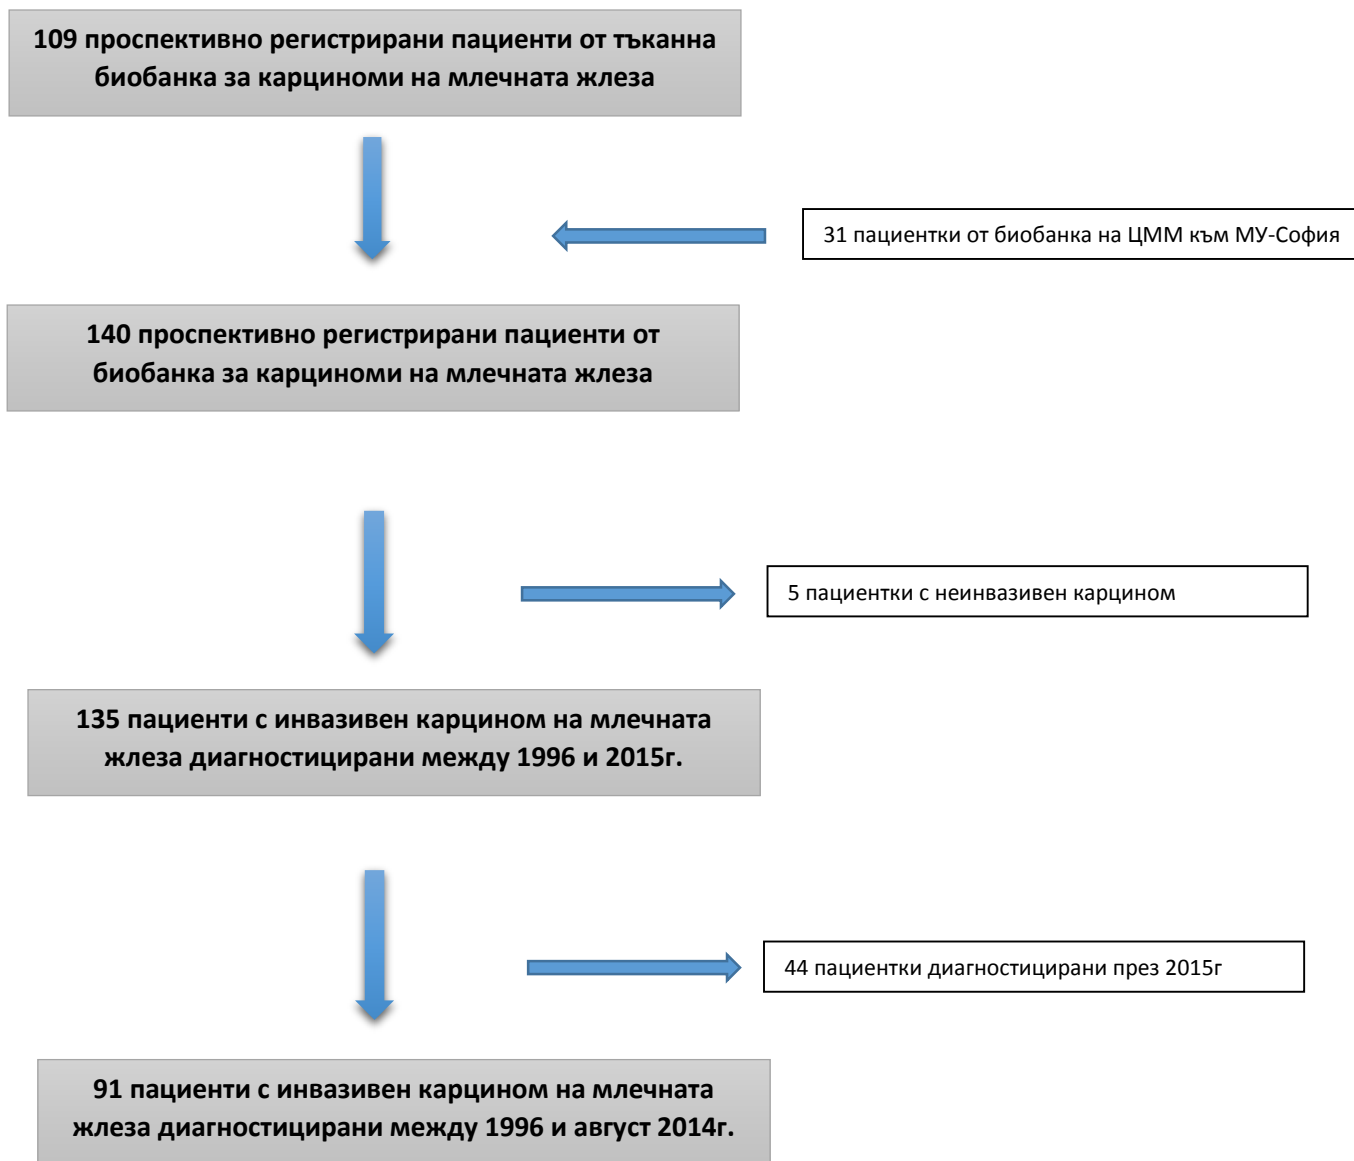 109 проспективно регистрирани пациенти от тъканна
биобанка за карциноми на млечната жлеза
31 пациентки от биобанка на ЦММ към МУ-София
140 проспективно регистрирани пациенти от
биобанка за карциноми на млечната жлеза
5 пациентки с неинвазивен карцином
135 пациенти с инвазивен карцином на млечната
жлеза диагностицирани между 1996 и 2015г.
44 пациентки диагностицирани през 2015г
91 пациенти с инвазивен карцином на млечната
жлеза диагностицирани между 1996 и август 2014г.